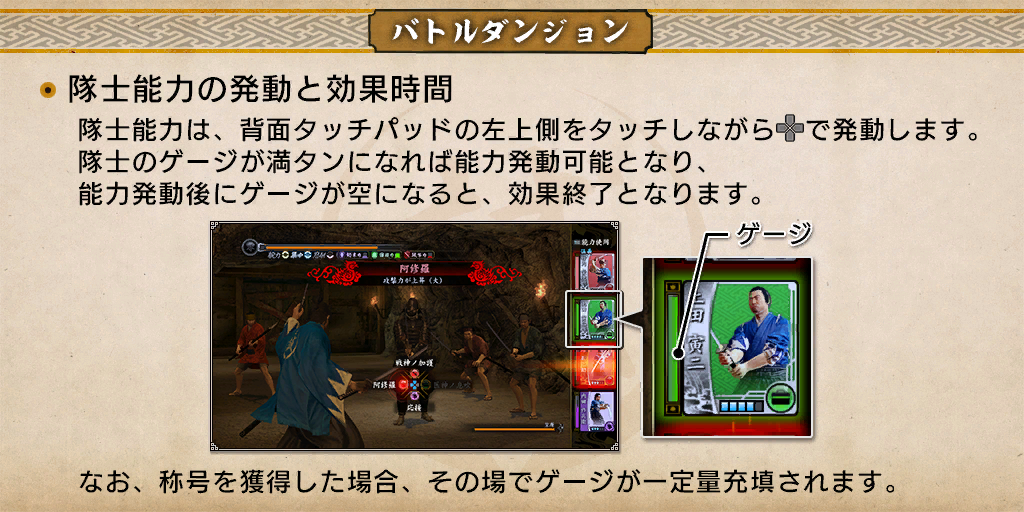 バトルダンジョン
隊士能力の発動と効果時間
隊士能力は、背面タッチパッドの左上側をタッチしながら で発動します。
隊士のゲージが満タンになれば能力発動可能となり、
能力発動後にゲージが空になると、効果終了となります。
ゲージ
能力使用
阿修羅
攻撃力が上昇(大)
戦神ノ加護
阿修羅
応援
なお、称号を獲得した場合、その場でゲージが一定量充填されます。